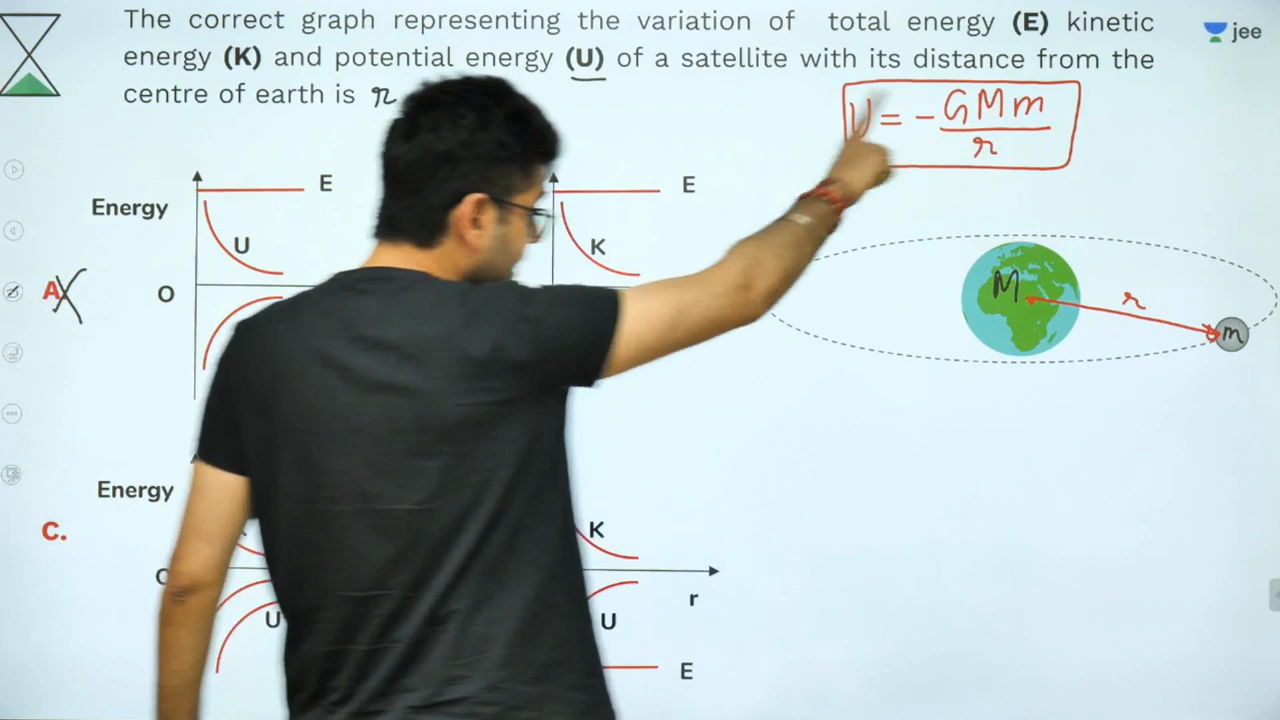 The correct graph representing the variation of total energy (E) kinetic
energy (K) and potential energy (U) of a satellite with its distance from the
centre of earth is r
jee
U = - GMm
r
E
E
Energy
U
K
A
O
M
r
m
Energy
K
C.
O
r
U
U
E